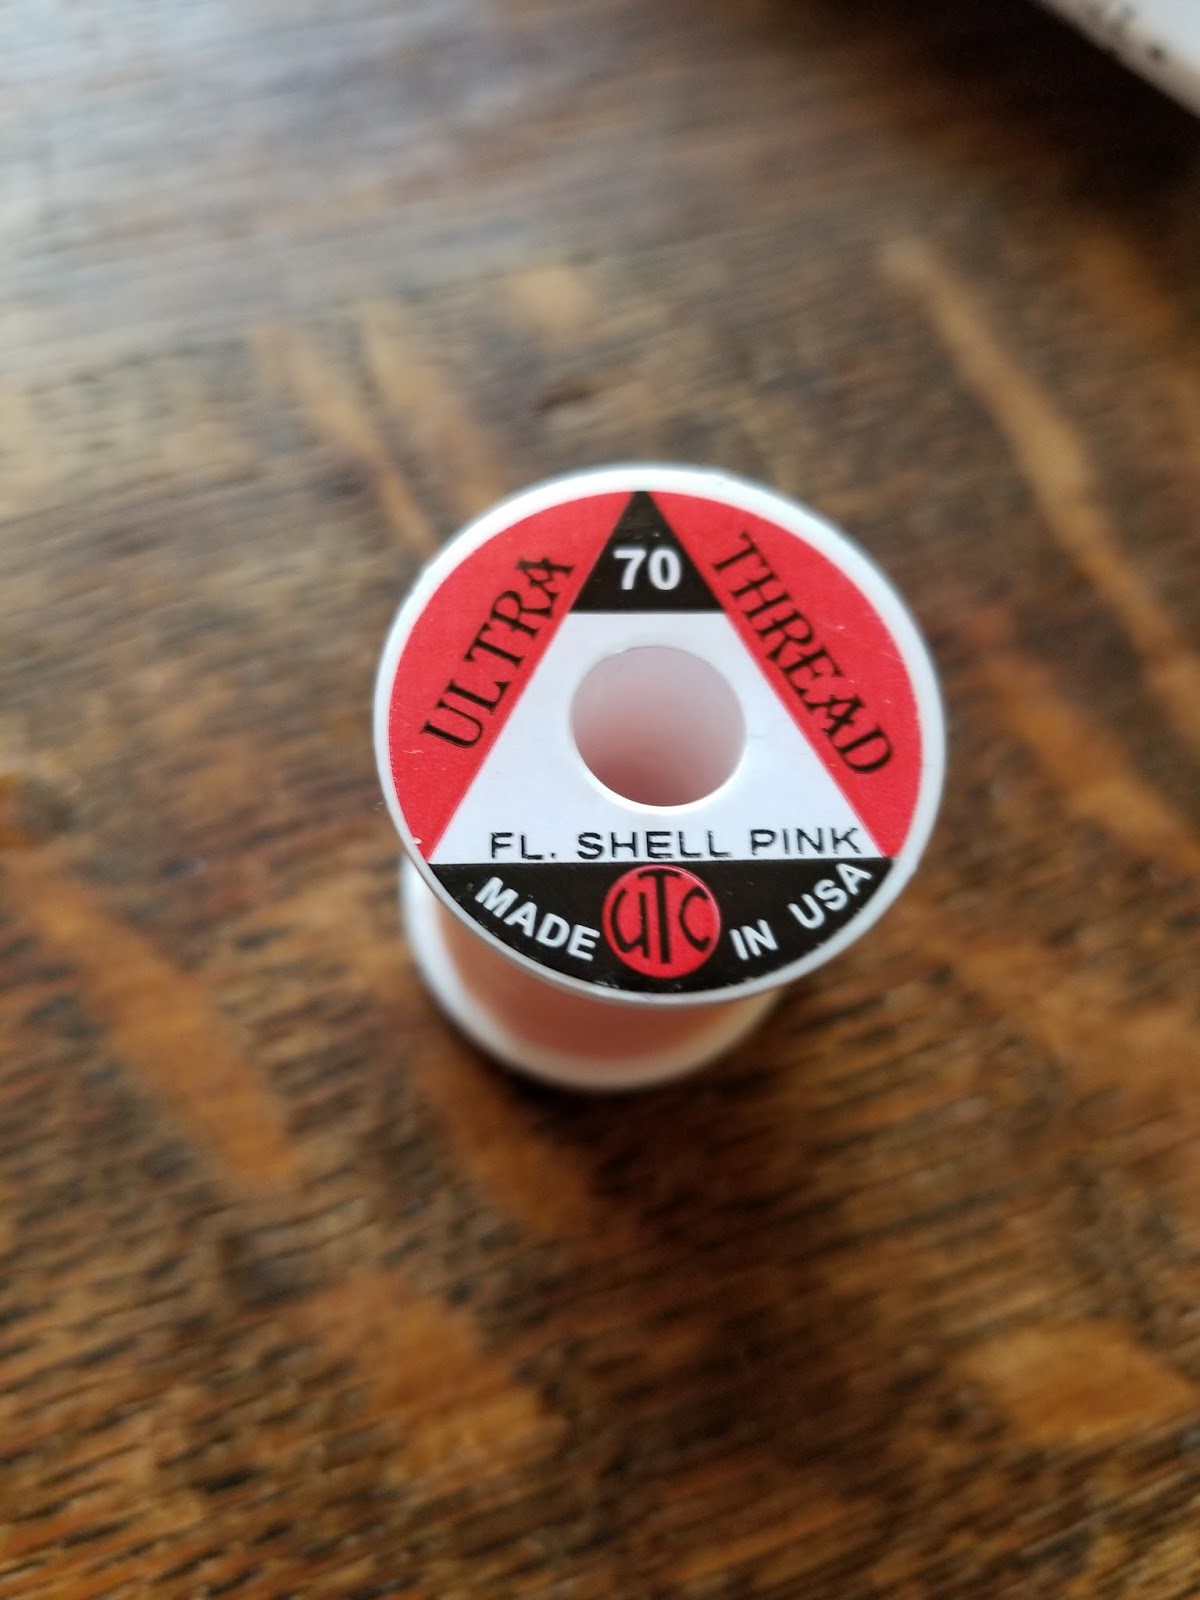 70
ULTRA
THREAD
FL. SHELL PINK
MADE UTC IN USA